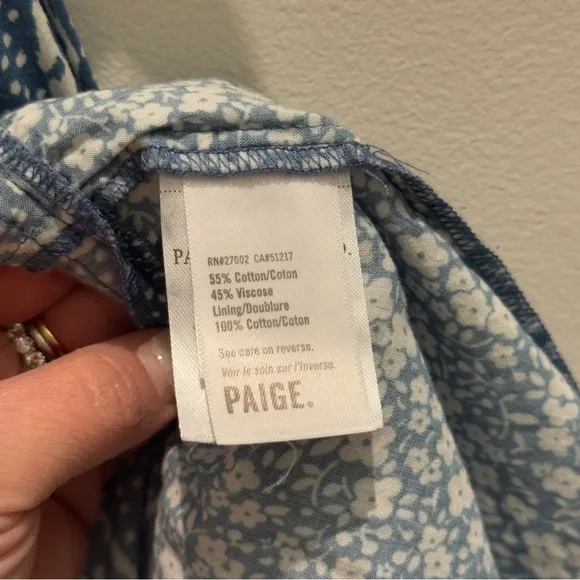 RN#27002 CA#51217
55% Cotton/Coton
45% Viscose
Lining/Doublure
100% Cotton/Coton
See care on reverse.
Voir le soin sur l'inverse.
PAIGE.
PA